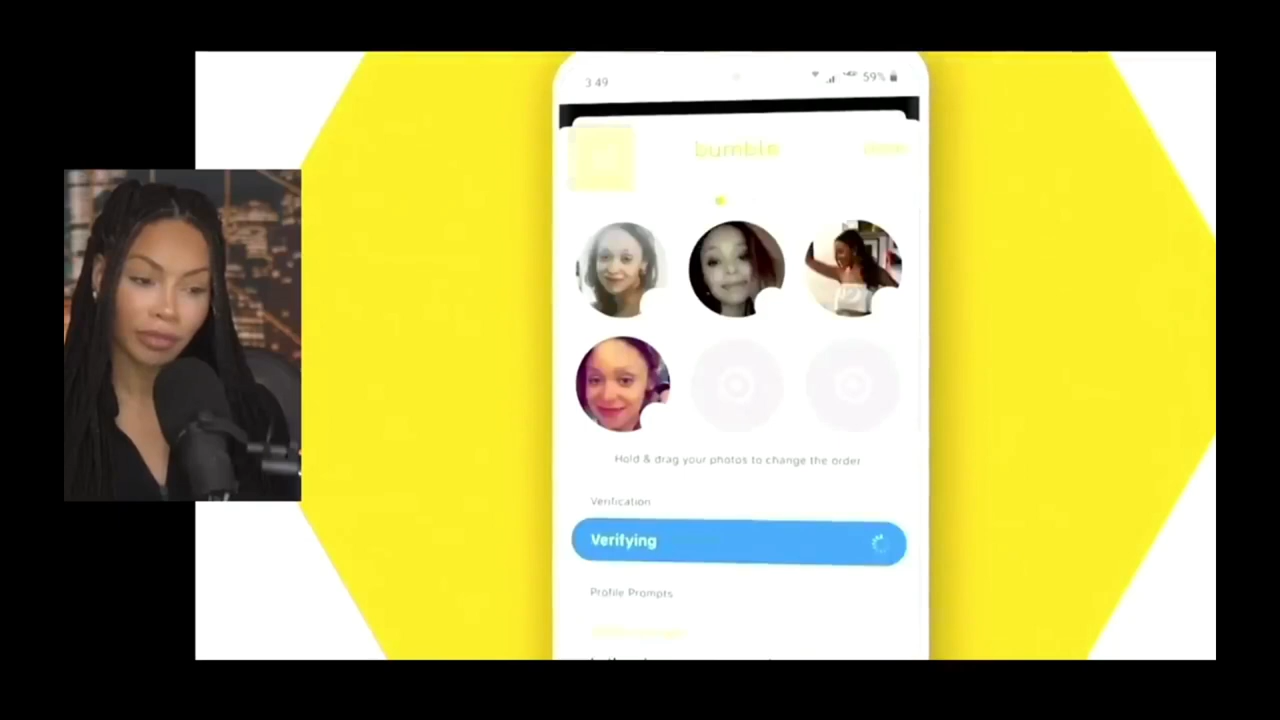 3 49
59%
bumble
Hold & drag your photos to change the order
Verification
Verifying
Profile Prompts